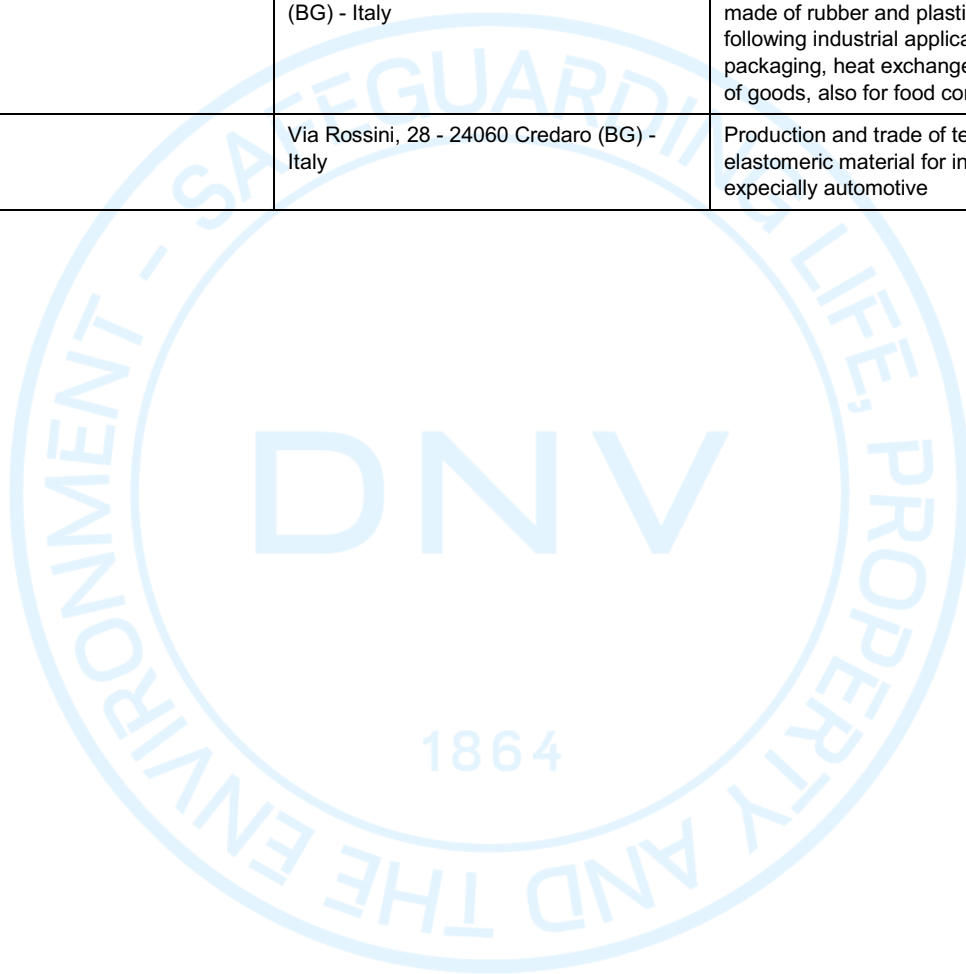 (BG) - Italy
made of rubber and plasti
following industrial applica
packaging, heat exchange
of goods, also for food con
Via Rossini, 28 - 24060 Credaro (BG) -
Italy
Production and trade of te
elastomeric material for in
expecially automotive
SAFEGUARDING LIFE, PROPERTY AND THE ENVIRONMENT -
DNV
1864